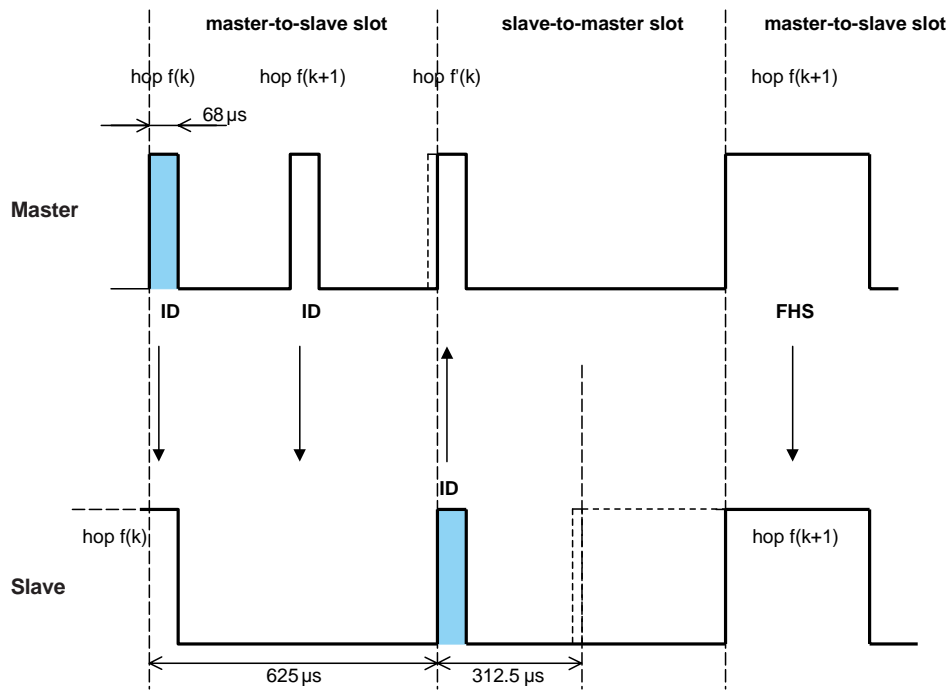 master-to-slave slot slave-to-master slot master-to-slave slot
hop f(k) hop f(k+1) hop f'(k) hop f(k+1)
68 µs
Master
ID ID FHS
ID
hop f(k) hop f(k+1)
Slave
625 µs 312.5 µs